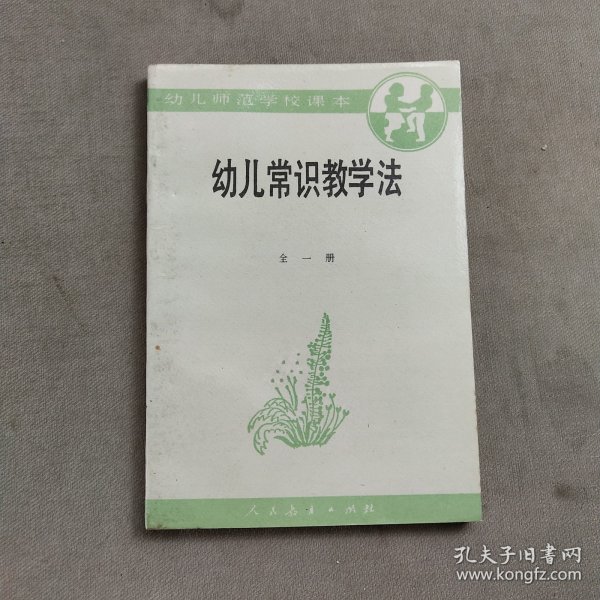 幼儿师范学校课本
幼儿常识教学法
全一册
人民教育出版社
孔夫子旧书网
www.kongfz.com